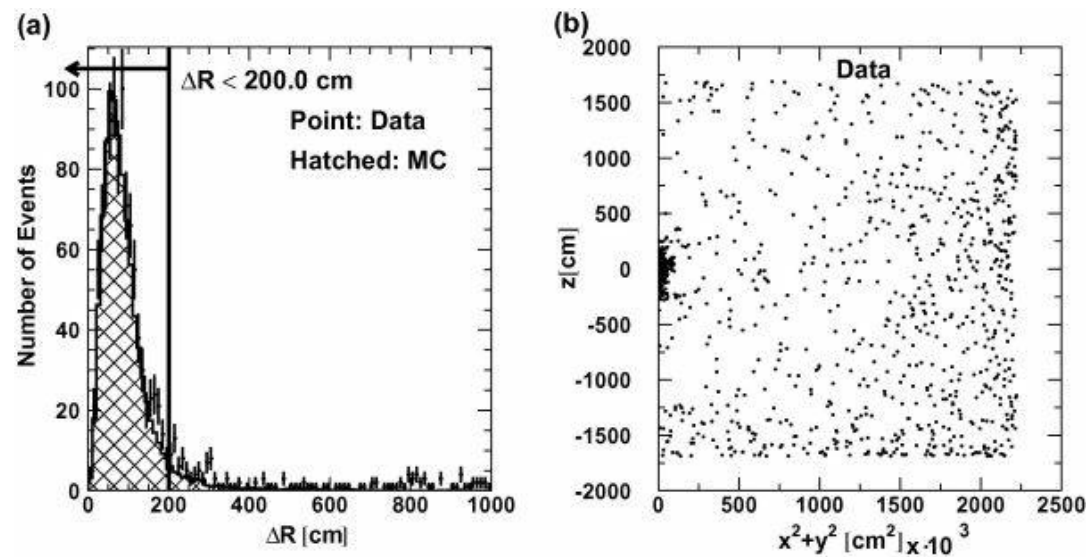 (a)
ΔR < 200.0 cm
Point: Data
Hatched: MC
Number of Events
100
80
60
40
20
0
0 200 400 600 800 1000
ΔR [cm]
(b)
Data
z[cm]
2000
1500
1000
500
0
-500
-1000
-1500
-2000
0 500 1000 1500 2000 2500
x²+y² [cm²] x·10³